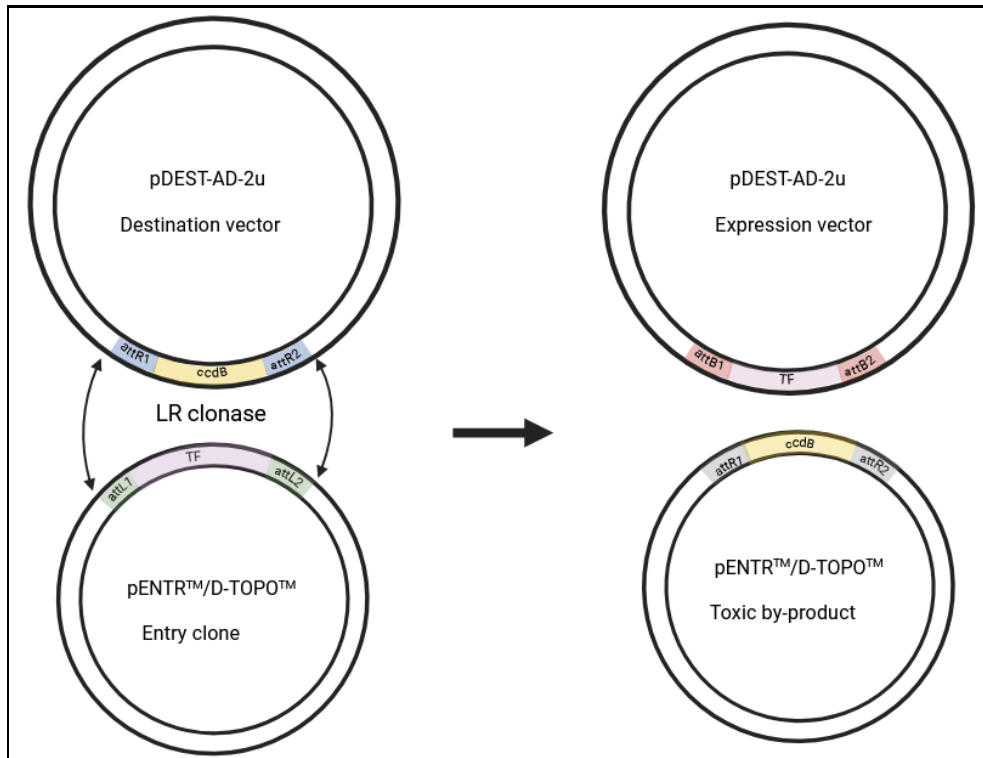 pDEST-AD-2u
Destination vector
attR1
ccdB
attR2
LR clonase
TF
attL1
attL2
pENTR™/D-TOPO™
Entry clone
pDEST-AD-2u
Expression vector
attB1
TF
attB2
ccdB
attR1
attR2
pENTR™/D-TOPO™
Toxic by-product